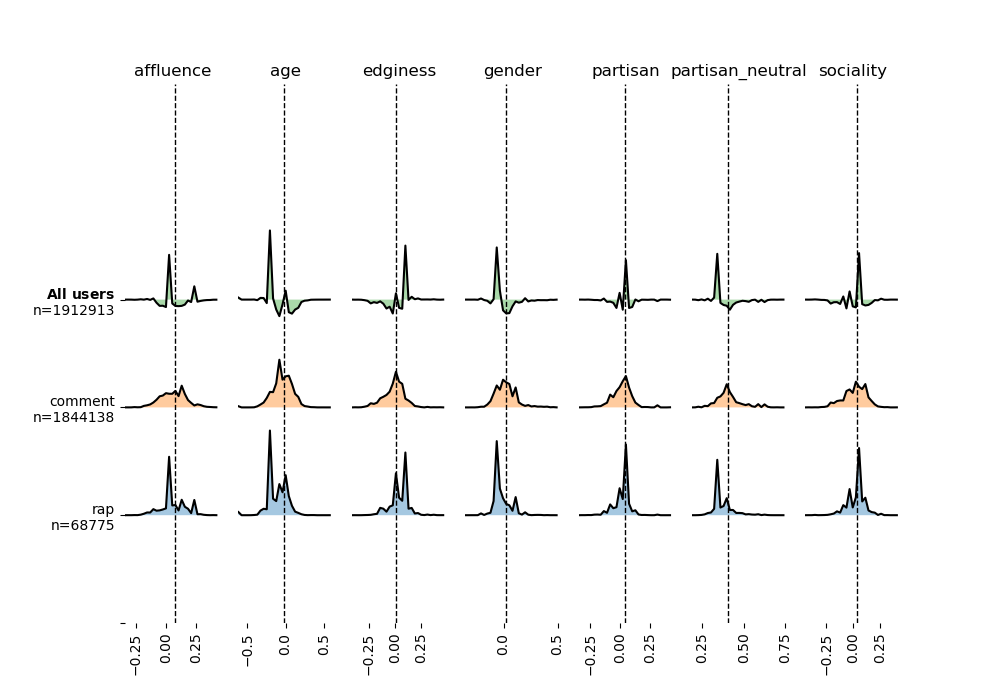 affluence age edginess gender partisan partisan_neutral sociality
All users
n=1912913
comment
n=1844138
rap
n=68775
−0.25 0.00 0.25 −0.5 0.0 0.5 −0.25 0.00 0.25 0.0 0.5 −0.25 0.00 0.25 0.25 0.50 0.75 −0.25 0.00 0.25